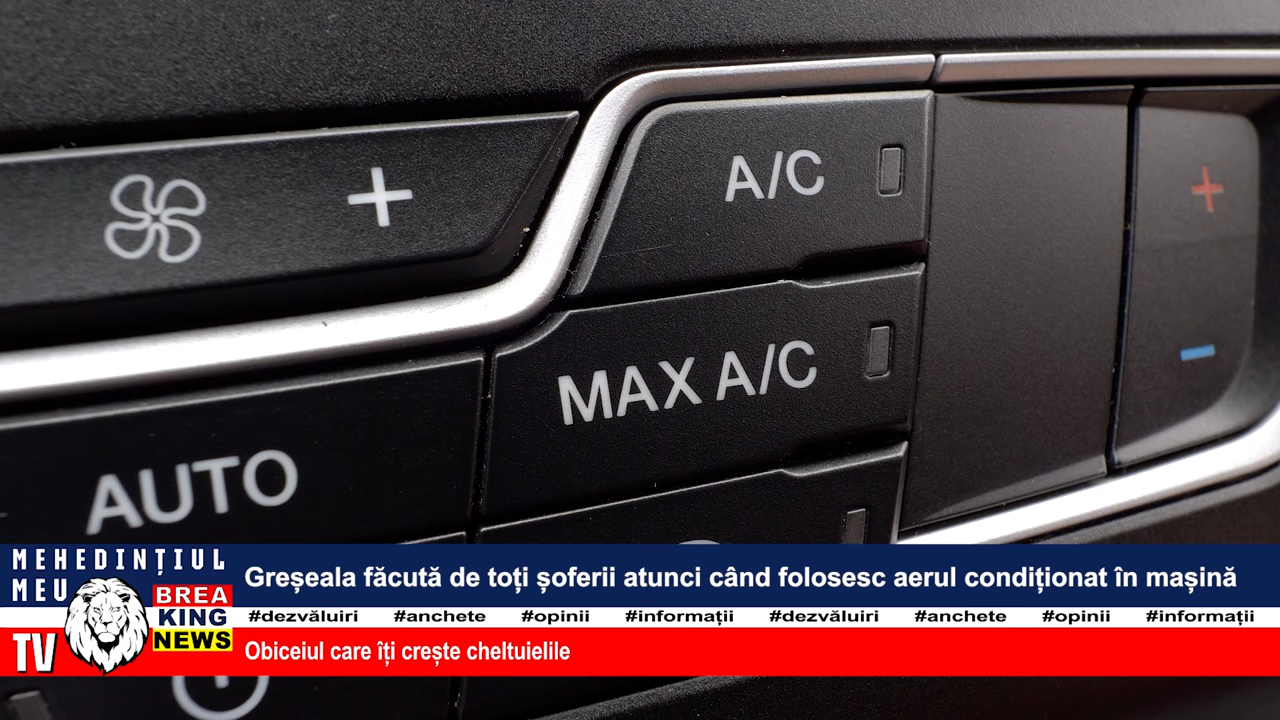 +
A/C
+
MAX A/C
-
AUTO
MEHEDINȚIUL
MEU
TV
BREA
KING
NEWS
Greșeala făcută de toți șoferii atunci când folosesc aerul condiționat în mașină
#dezvăluiri #anchete #opinii #informații #dezvăluiri #anchete #opinii #informații
Obiceiul care îți crește cheltuielile